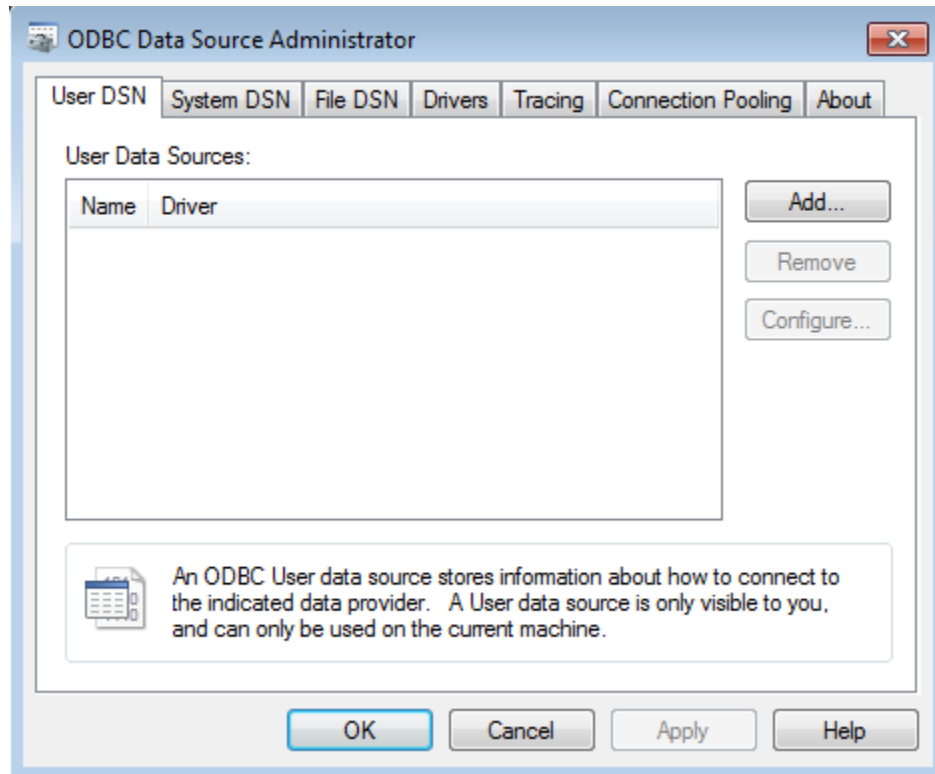 ODBC Data Source Administrator
User DSN System DSN File DSN Drivers Tracing Connection Pooling About
User Data Sources:
Name Driver
Add...
Remove
Configure...
An ODBC User data source stores information about how to connect to
the indicated data provider. A User data source is only visible to you,
and can only be used on the current machine.
OK Cancel Apply Help